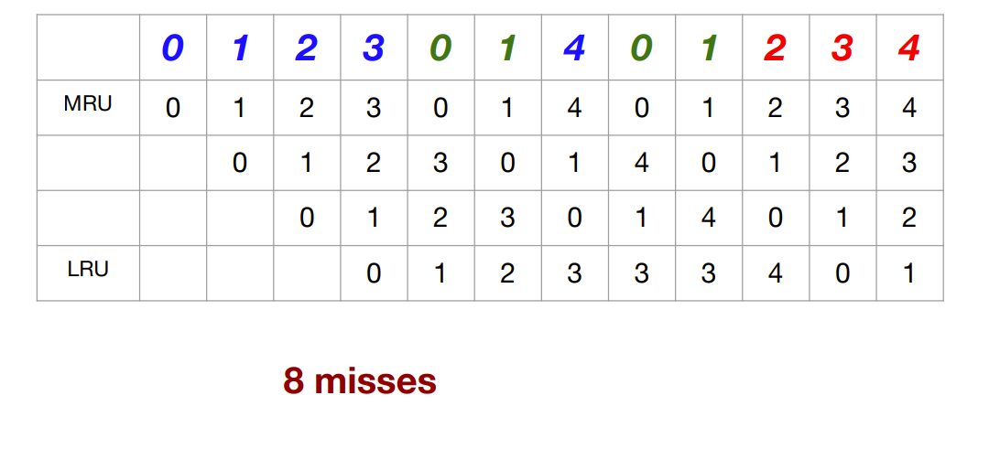 0 1 2 3 0 1 4 0 1 2 3 4
MRU 0 1 2 3 0 1 4 0 1 2 3 4
0 1 2 3 0 1 4 0 1 2 3
0 1 2 3 0 1 4 0 1 2
LRU 0 1 2 3 3 3 4 0 1
8 misses